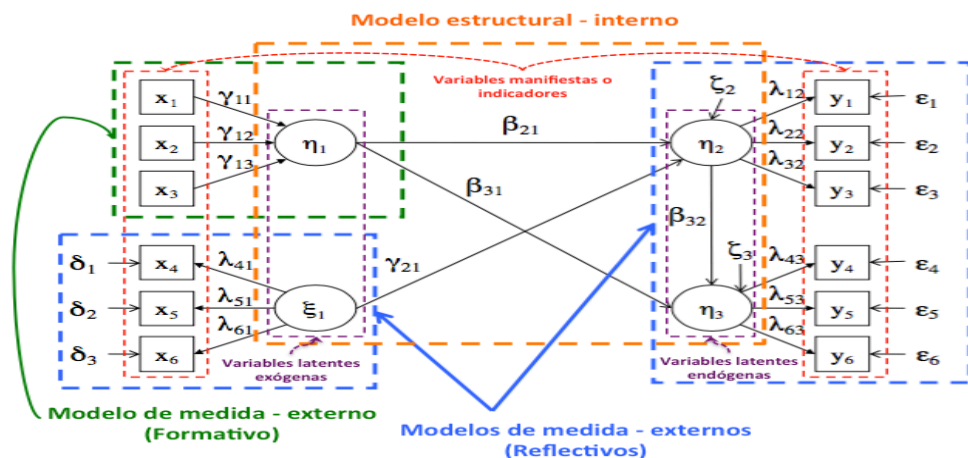 Modelo estructural - interno
Variables manifiestas o
indicadores
x1
x2
x3
γ11
γ12
γ13
η1
β21
β31
ζ2
η2
λ12
λ22
λ32
y1
y2
y3
ε1
ε2
ε3
δ1
δ2
δ3
x4
x5
x6
λ41
λ51
λ61
ξ1
γ21
β32
ζ3
η3
λ43
λ53
λ63
y4
y5
y6
ε4
ε5
ε6
Variables latentes
exógenas
Variables latentes
endógenas
Modelo de medida - externo
(Formativo)
Modelos de medida - externos
(Reflectivos)